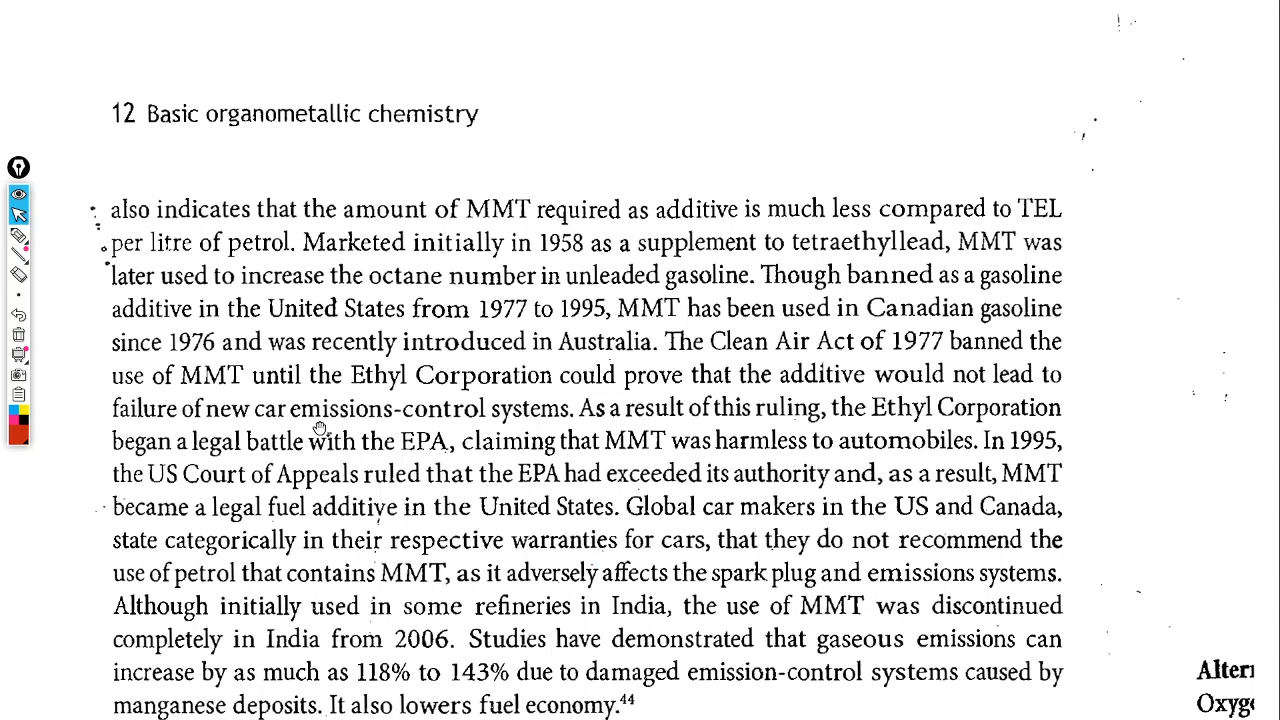 12 Basic organometallic chemistry
also indicates that the amount of MMT required as additive is much less compared to TEL
per litre of petrol. Marketed initially in 1958 as a supplement to tetraethyllead, MMT was
later used to increase the octane number in unleaded gasoline. Though banned as a gasoline
additive in the United States from 1977 to 1995, MMT has been used in Canadian gasoline
since 1976 and was recently introduced in Australia. The Clean Air Act of 1977 banned the
use of MMT until the Ethyl Corporation could prove that the additive would not lead to
failure of new car emissions-control systems. As a result of this ruling, the Ethyl Corporation
began a legal battle with the EPA, claiming that MMT was harmless to automobiles. In 1995,
the US Court of Appeals ruled that the EPA had exceeded its authority and, as a result, MMT
became a legal fuel additive in the United States. Global car makers in the US and Canada,
state categorically in their respective warranties for cars, that they do not recommend the
use of petrol that contains MMT, as it adversely affects the spark plug and emissions systems.
Although initially used in some refineries in India, the use of MMT was discontinued
completely in India from 2006. Studies have demonstrated that gaseous emissions can
increase by as much as 118% to 143% due to damaged emission-control systems caused by
manganese deposits. It also lowers fuel economy.⁴⁴